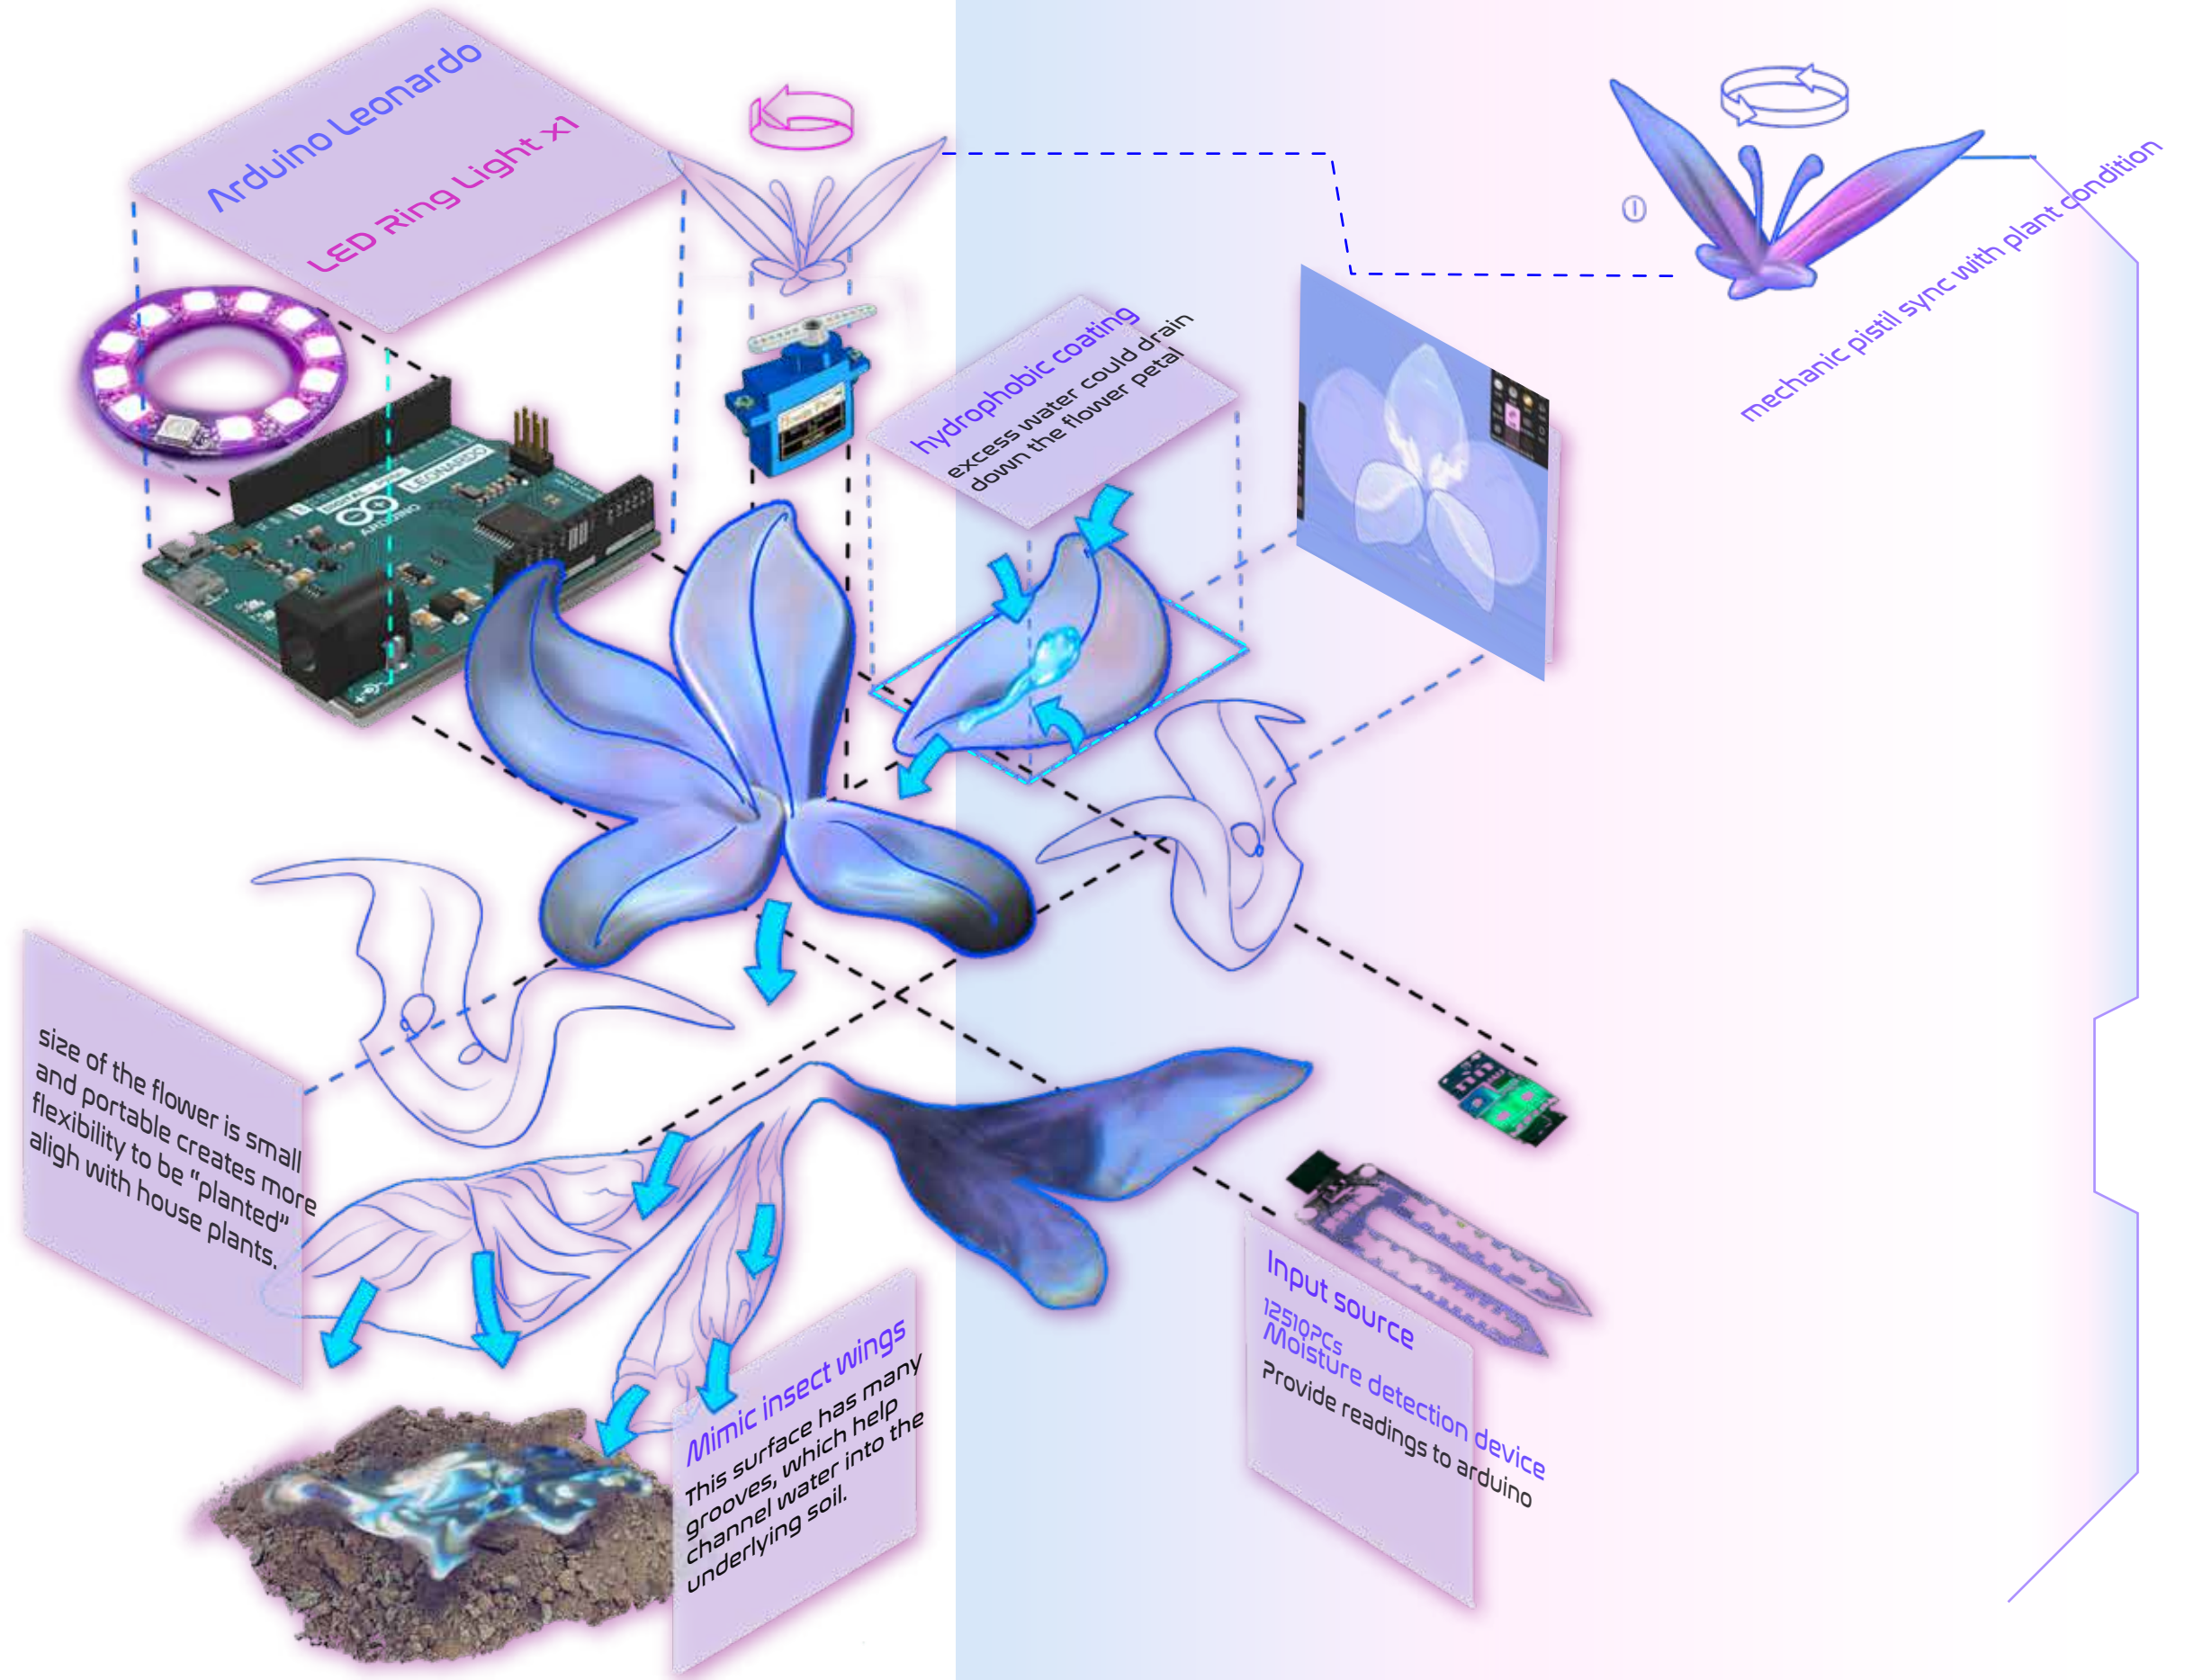 Arduino Leonardo
LED Ring Light x1
1
mechanic pistil sync with plant condition
hydrophobic coating
excess water could drain
down the flower petal
ARDUINO
LEONARDO
size of the flower is small
and portable creates more
flexibility to be "planted"
aligh with house plants.
Mimic insect wings
This surface has many
grooves, which help
channel water into the
underlying soil.
Input source
12510PCs
Moisture detection device
Provide readings to arduino